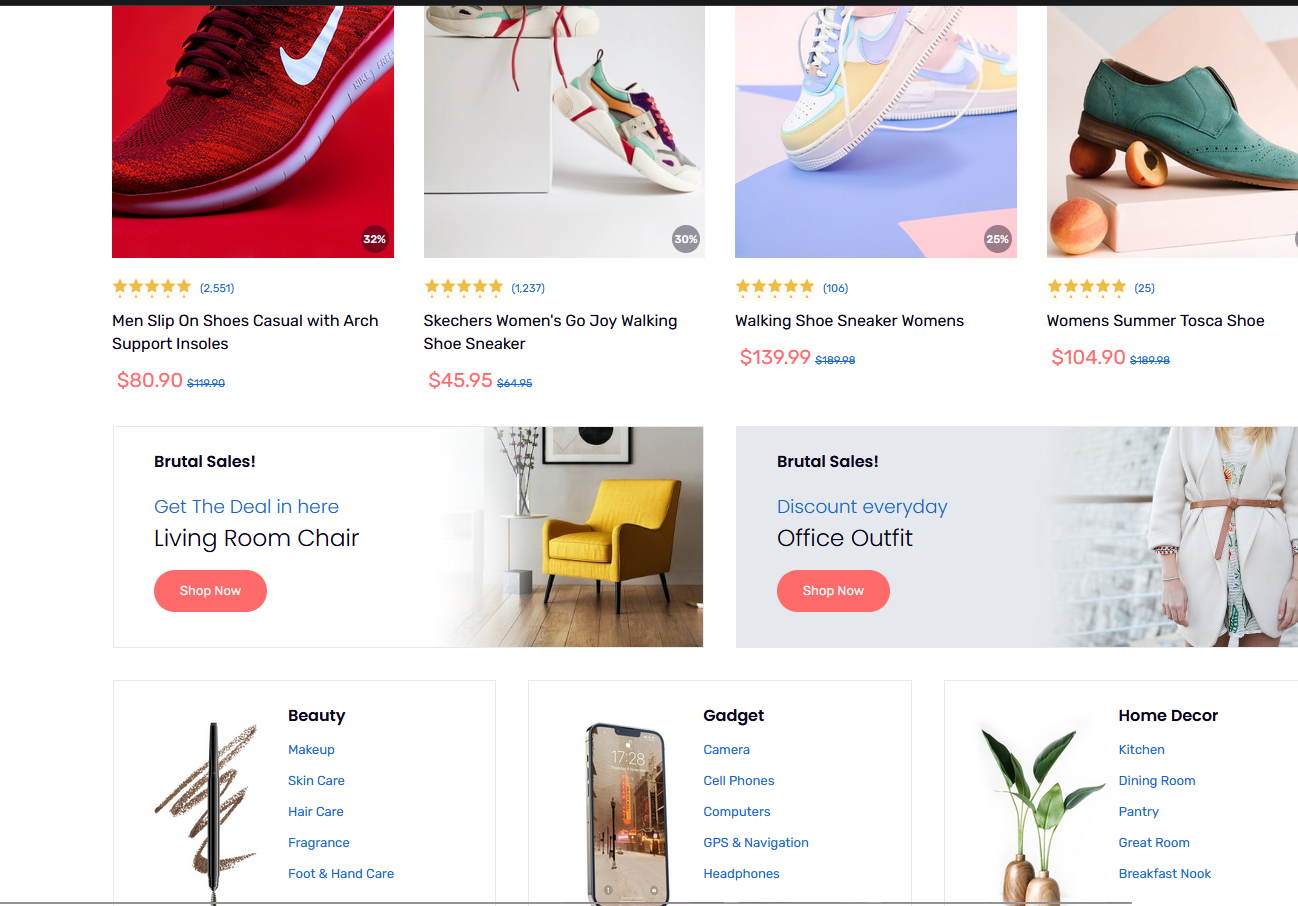 NIKE FREE
32%
30%
25%
(2,551)
(1,237)
(106)
(25)
Men Slip On Shoes Casual with Arch
Support Insoles
Skechers Women's Go Joy Walking
Shoe Sneaker
Walking Shoe Sneaker Womens
Womens Summer Tosca Shoe
$80.90 $119.90
$45.95 $64.95
$139.99 $189.98
$104.90 $189.98
Brutal Sales!
Get The Deal in here
Living Room Chair
Shop Now
Brutal Sales!
Discount everyday
Office Outfit
Shop Now
Beauty
Makeup
Skin Care
Hair Care
Fragrance
Foot & Hand Care
17:28
Gadget
Camera
Cell Phones
Computers
GPS & Navigation
Headphones
Home Decor
Kitchen
Dining Room
Pantry
Great Room
Breakfast Nook